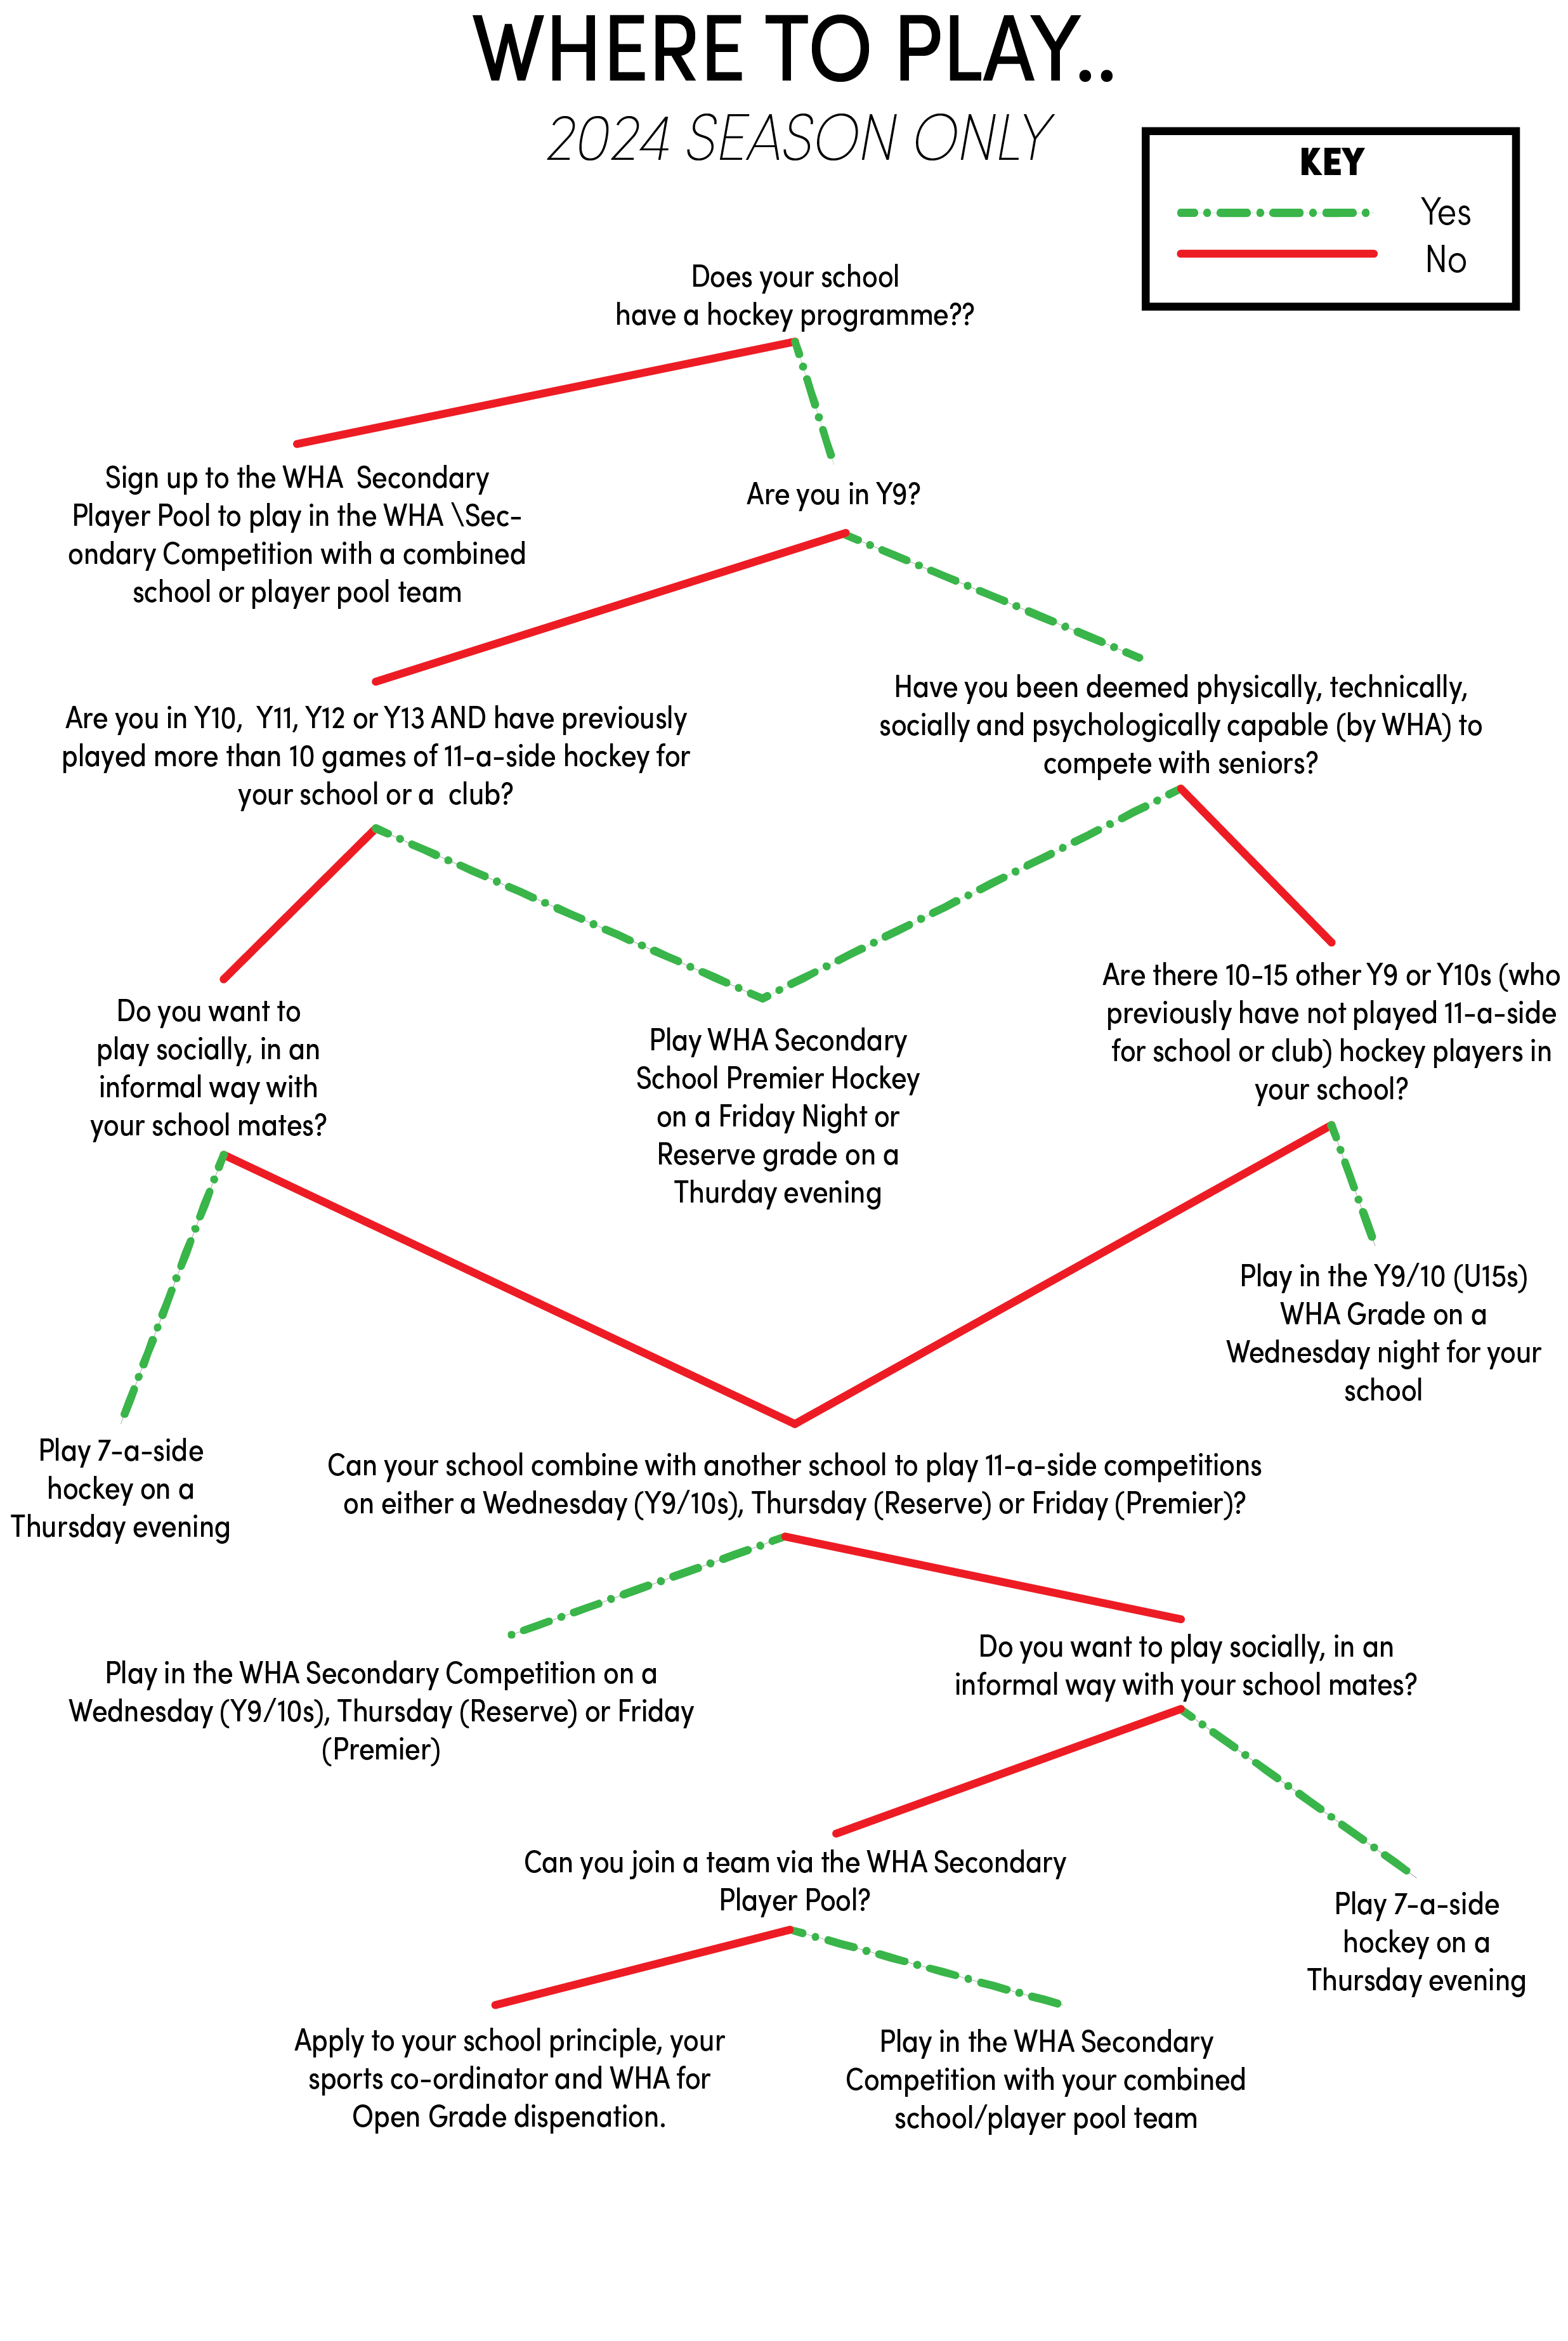 WHERE TO PLAY..
2024 SEASON ONLY
KEY
Yes
No
Does your school
have a hockey programme??
Sign up to the WHA  Secondary
Player Pool to play in the WHA \Sec-
ondary Competition with a combined
school or player pool team
Are you in Y9?
Are you in Y10,  Y11, Y12 or Y13 AND have previously
played more than 10 games of 11-a-side hockey for
your school or a  club?
Have you been deemed physically, technically,
socially and psychologically capable (by WHA) to
compete with seniors?
Do you want to
play socially, in an
informal way with
your school mates?
Play WHA Secondary
School Premier Hockey
on a Friday Night or
Reserve grade on a
Thurday evening
Are there 10-15 other Y9 or Y10s (who
previously have not played 11-a-side
for school or club) hockey players in
your school?
Play in the Y9/10 (U15s)
WHA Grade on a
Wednesday night for your
school
Play 7-a-side
hockey on a
Thursday evening
Can your school combine with another school to play 11-a-side competitions
on either a Wednesday (Y9/10s), Thursday (Reserve) or Friday (Premier)?
Play in the WHA Secondary Competition on a
Wednesday (Y9/10s), Thursday (Reserve) or Friday
(Premier)
Do you want to play socially, in an
informal way with your school mates?
Can you join a team via the WHA Secondary
Player Pool?
Play 7-a-side
hockey on a
Thursday evening
Apply to your school principle, your
sports co-ordinator and WHA for
Open Grade dispenation.
Play in the WHA Secondary
Competition with your combined
school/player pool team